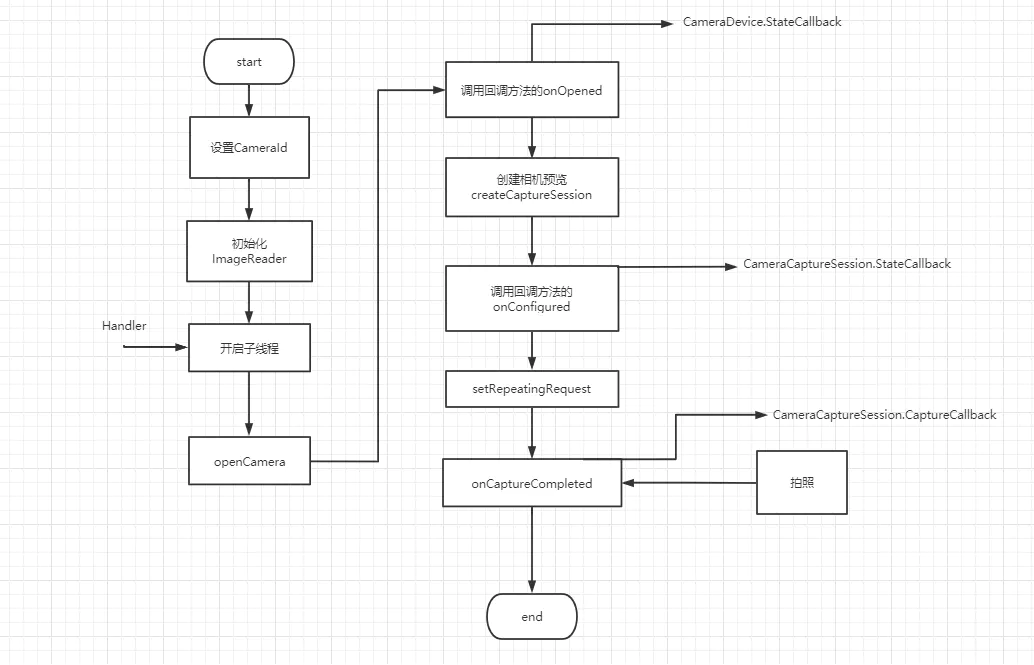 start
设置CameraId
初始化
ImageReader
Handler
开启子线程
openCamera
CameraDevice.StateCallback
调用回调方法的onOpened
创建相机预览
createCaptureSession
CameraCaptureSession.StateCallback
调用回调方法的
onConfigured
setRepeatingRequest
CameraCaptureSession.CaptureCallback
onCaptureCompleted
拍照
end